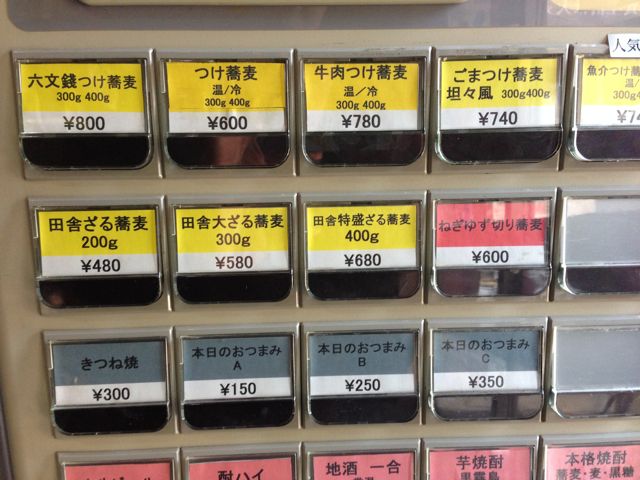 人気
六文銭つけ蕎麦
300g 400g
¥800
つけ蕎麦
温/冷
300g 400g
¥600
牛肉つけ蕎麦
温/冷
300g 400g
¥780
ごまつけ蕎麦
坦々風 300g400g
¥740
魚介つけ蕎
温/
300g4
¥74
田舎ざる蕎麦
200g
¥480
田舎大ざる蕎麦
300g
¥580
田舎特盛ざる蕎麦
400g
¥680
ねぎゆず切り蕎麦
¥600
きつね焼
¥300
本日のおつまみ
A
¥150
本日のおつまみ
B
¥250
本日のおつまみ
C
¥350
酎ハイ
地酒 一合
芋焼酎
黒霧島
本格焼酎
蕎麦・麦・黒糖